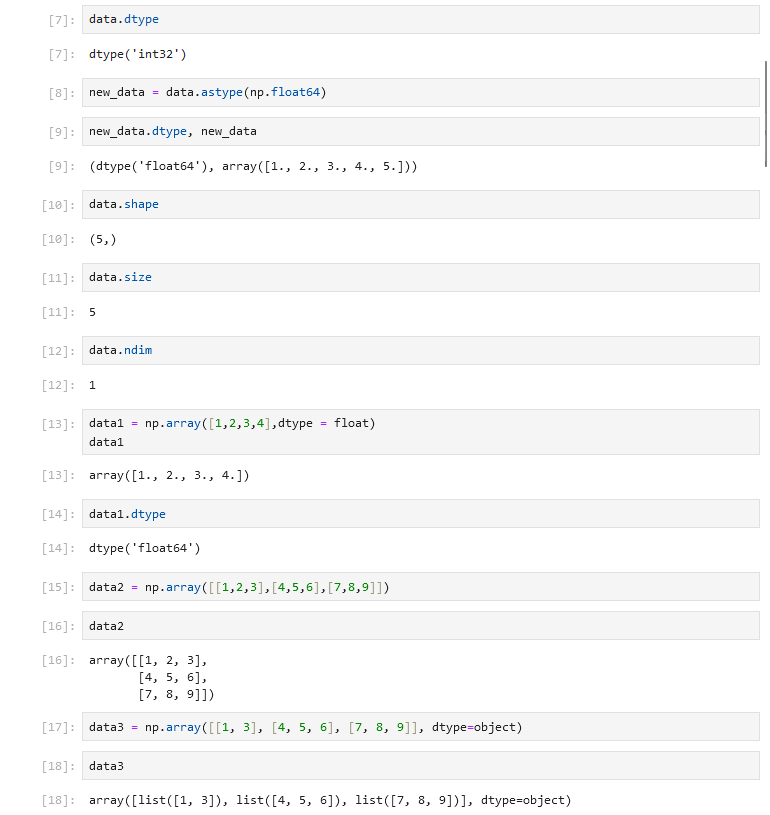 [7]: data.dtype
[7]: dtype('int32')
[8]: new_data = data.astype(np.float64)
[9]: new_data.dtype, new_data
[9]: (dtype('float64'), array([1., 2., 3., 4., 5.]))
[10]: data.shape
[10]: (5,)
[11]: data.size
[11]: 5
[12]: data.ndim
[12]: 1
[13]: data1 = np.array([1,2,3,4],dtype = float)
data1
[13]: array([1., 2., 3., 4.])
[14]: data1.dtype
[14]: dtype('float64')
[15]: data2 = np.array([[1,2,3],[4,5,6],[7,8,9]])
[16]: data2
[16]: array([[1, 2, 3],
[4, 5, 6],
[7, 8, 9]])
[17]: data3 = np.array([[1, 3], [4, 5, 6], [7, 8, 9]], dtype=object)
[18]: data3
[18]: array([list([1, 3]), list([4, 5, 6]), list([7, 8, 9])], dtype=object)